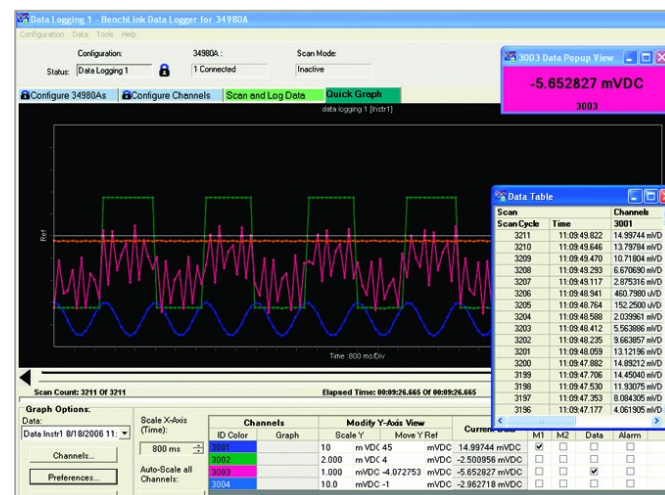 Data Logging 1 - BenchLink Data Logger for 34980A
Configuration Data Tools Help
Configuration: 34980A : Scan Mode:
Status: Data Logging 1 1 Connected Inactive
3003 Data Popup View
-5.652827 mVDC
3003
Configure 34980As Configure Channels Scan and Log Data Quick Graph
data logging 1 [Instr1]
Ref
Time :800 ms/Div
Data Table
Scan Channels
Scan Cycle Time 3001
3211 11:09:49.822 14.99744 mVD
3210 11:09:49.646 13.79784 mVD
3209 11:09:49.470 10.71804 mVD
3208 11:09:49.293 6.670690 mVD
3207 11:09:49.117 2.875316 mVD
3206 11:09:48.941 460.7980 uVD
3205 11:09:48.764 152.2500 uVD
3204 11:09:48.588 2.039961 mVD
3203 11:09:48.412 5.563886 mVD
3202 11:09:48.235 9.663857 mVD
3201 11:09:48.059 13.12196 mVD
3200 11:09:47.882 14.89212 mVD
3199 11:09:47.706 14.45040 mVD
3198 11:09:47.530 11.93075 mVD
3197 11:09:47.353 8.084305 mVD
3196 11:09:47.177 4.061905 mVD
Scan Count: 3211 Of 3211 Elapsed Time: 00:09:26.665 Of 00:09:26.665
Graph Options:
Data:
Data Instr1 8/18/2006 11:
Channels...
Preferences...
Scale X-Axis
(Time):
800 ms
Auto-Scale all
Channels:
Channels Modify Y-Axis View
ID Color Graph Scale Y Move Y Ref M1 M2 Data Alarm
3001 10 m VDC 45 mVDC 14.99744 mVDC
3002 2.000 m VDC 4 mVDC -2.500956 mVDC
3003 1.000 mVDC -4.072753 mVDC -5.652827 mVDC
3004 10.0 mVDC -1 mVDC -2.962718 mVDC